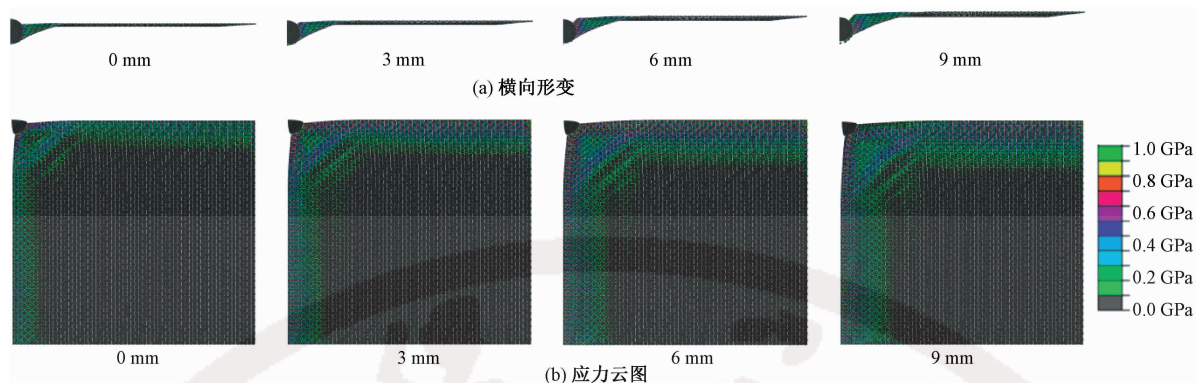 0 mm
3 mm
6 mm
9 mm
(a) 横向形变
1.0 GPa
0.8 GPa
0.6 GPa
0.4 GPa
0.2 GPa
0.0 GPa
0 mm
3 mm
6 mm
9 mm
(b) 应力云图